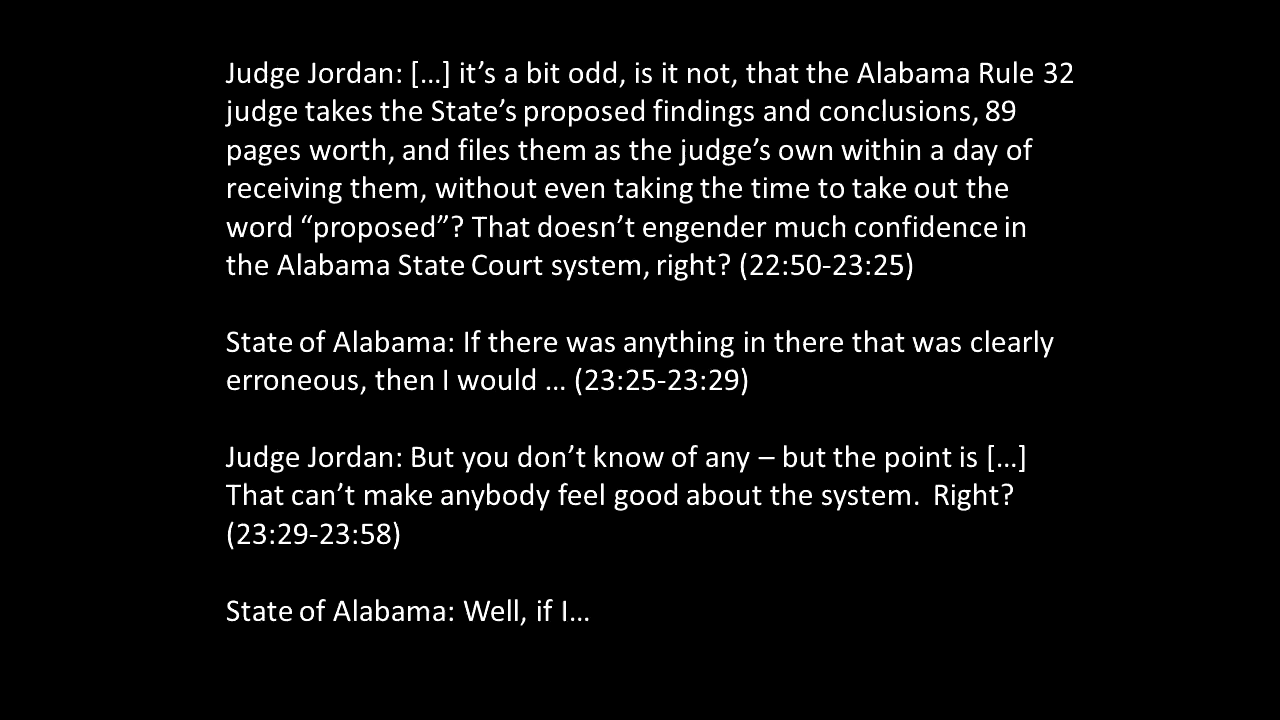 Judge Jordan: […] it’s a bit odd, is it not, that the Alabama Rule 32
judge takes the State’s proposed findings and conclusions, 89
pages worth, and files them as the judge’s own within a day of
receiving them, without even taking the time to take out the
word “proposed”? That doesn’t engender much confidence in
the Alabama State Court system, right? (22:50-23:25)
State of Alabama: If there was anything in there that was clearly
erroneous, then I would … (23:25-23:29)
Judge Jordan: But you don’t know of any – but the point is […]
That can’t make anybody feel good about the system.  Right?
(23:29-23:58)
State of Alabama: Well, if I…